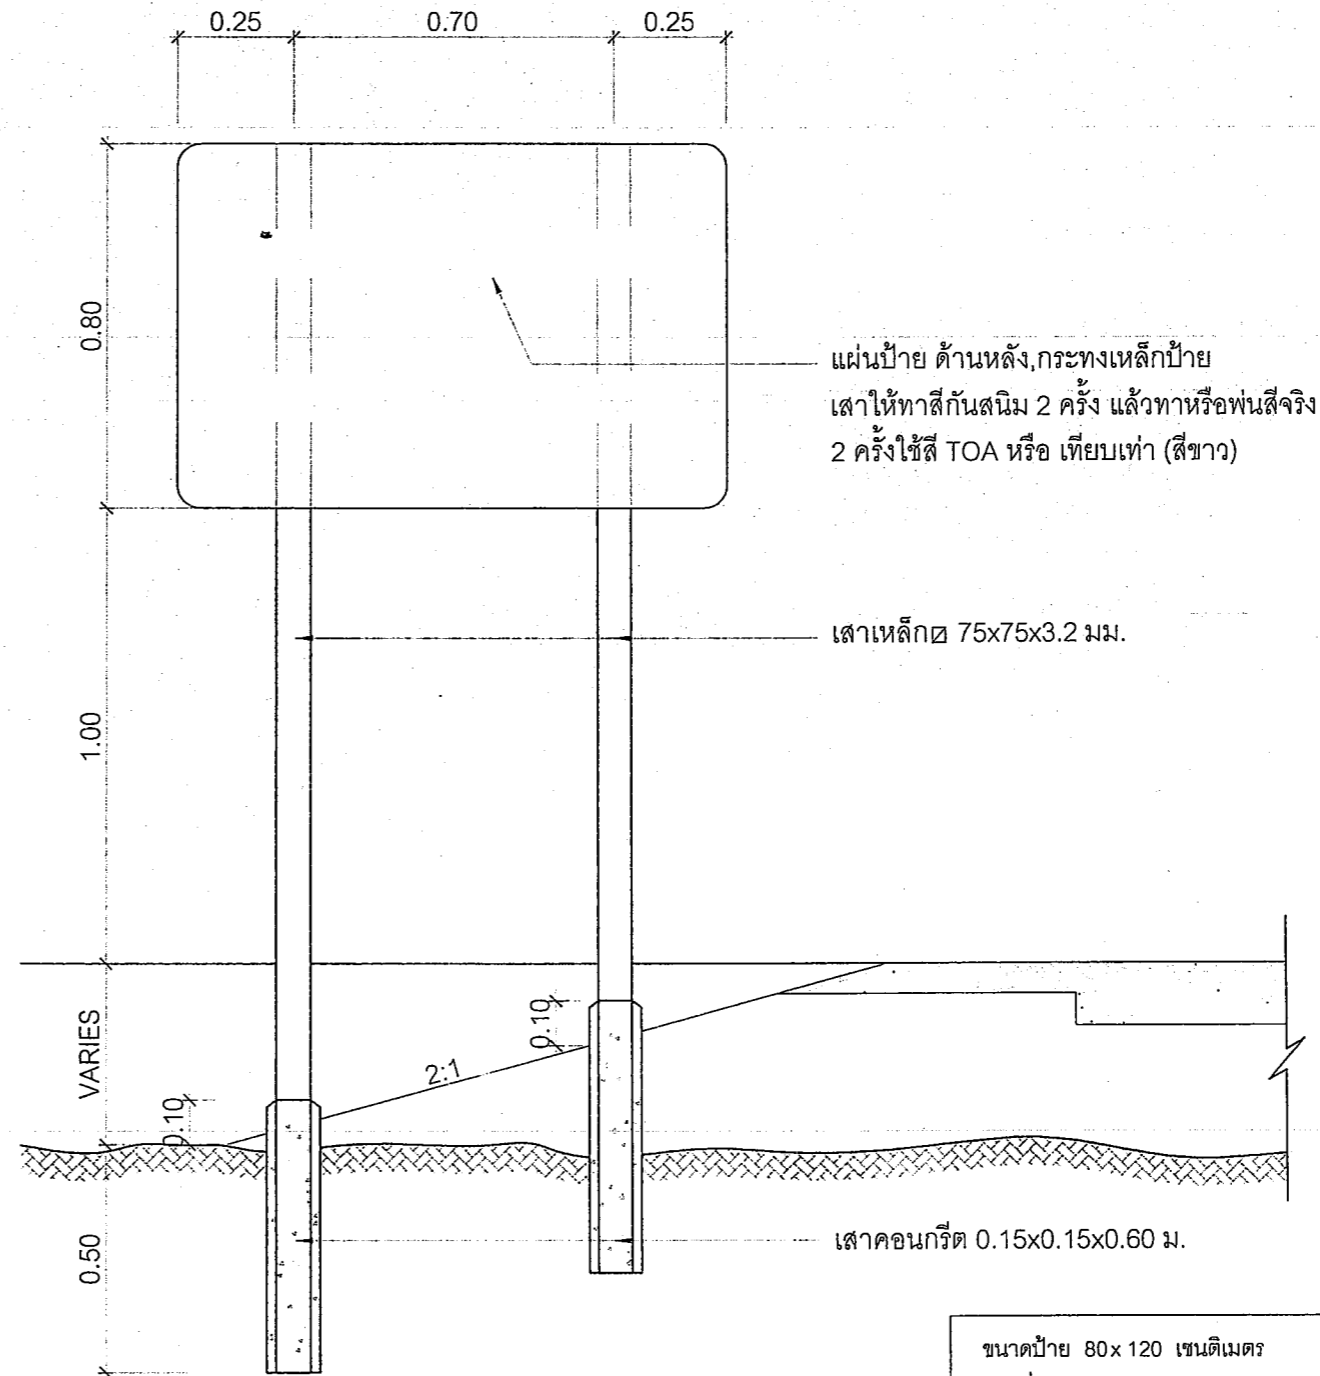 0.25 0.70 0.25
0.80
แผ่นป้าย ด้านหลัง,กระทงเหล็กป้าย
เสาให้ทาสีกันสนิม 2 ครั้ง แล้วทาหรือพ่นสีจริง
2 ครั้งใช้สี TOA หรือ เทียบเท่า (สีขาว)
เสาเหล็ก 75x75x3.2 มม.
1.00
VARIES
0.10
0.10
2:1
0.50
เสาคอนกรีต 0.15x0.15x0.60 ม.
ขนาดป้าย 80x120 เซนติเมตร